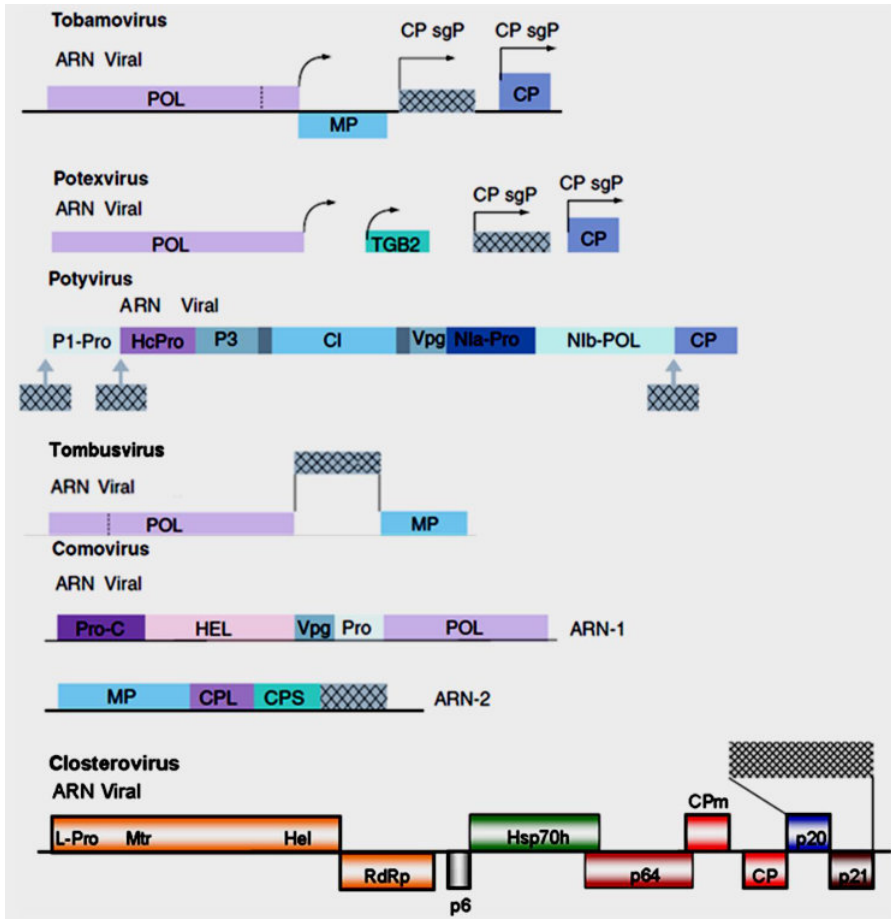 Tobamovirus
CP sgP CP sgP
ARN Viral
POL CP
MP
Potexvirus
CP sgP CP sgP
ARN Viral
POL TGB2 CP
Potyvirus
ARN Viral
P1-Pro HcPro P3 CI Vpg NIa-Pro NIb-POL CP
Tombusvirus
ARN Viral
POL MP
Comovirus
ARN Viral
Pro-C HEL Vpg Pro POL ARN-1
MP CPL CPS ARN-2
Closterovirus
ARN Viral
CPm
L-Pro Mtr Hel Hsp70h p20
RdRp p64 CP p21
p6